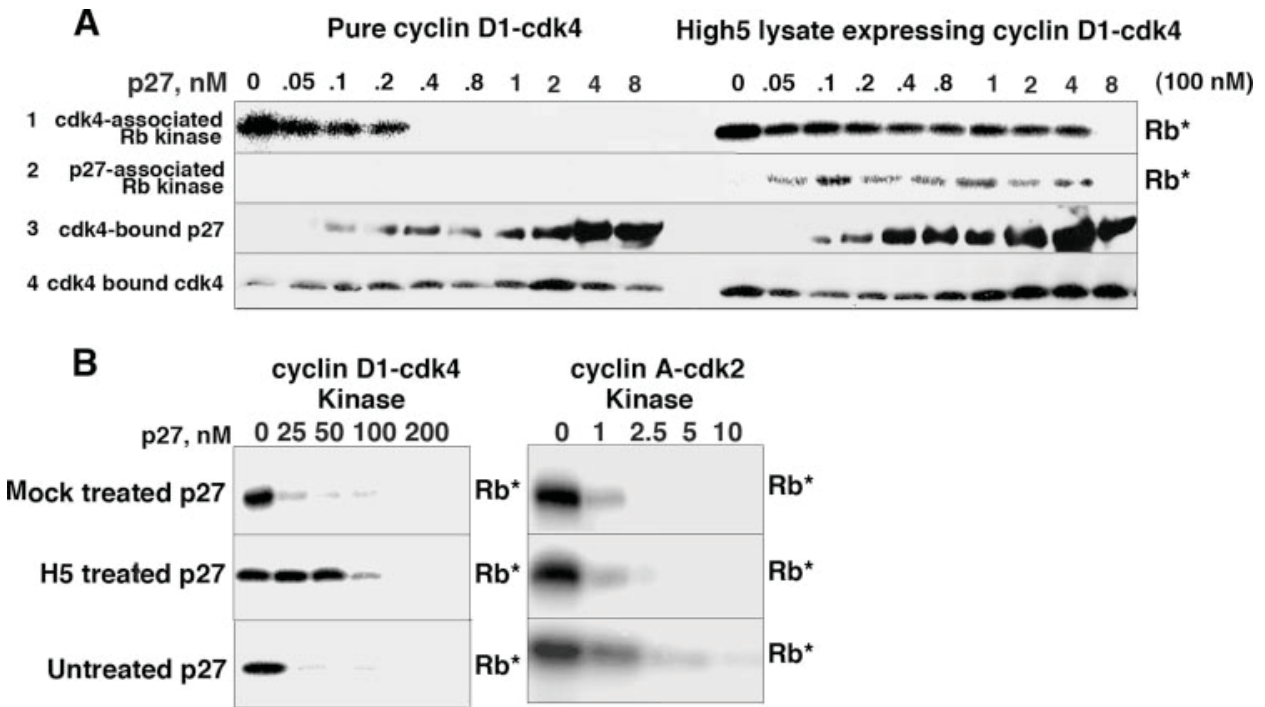 A
Pure cyclin D1-cdk4
High5 lysate expressing cyclin D1-cdk4
p27, nM 0 .05 .1 .2 .4 .8 1 2 4 8 0 .05 .1 .2 .4 .8 1 2 4 8 (100 nM)
1 cdk4-associated
Rb kinase
Rb*
2 p27-associated
Rb kinase
Rb*
3 cdk4-bound p27
4 cdk4 bound cdk4
B
cyclin D1-cdk4
Kinase
cyclin A-cdk2
Kinase
p27, nM 0 25 50 100 200 0 1 2.5 5 10
Mock treated p27 Rb* Rb*
H5 treated p27 Rb* Rb*
Untreated p27 Rb* Rb*